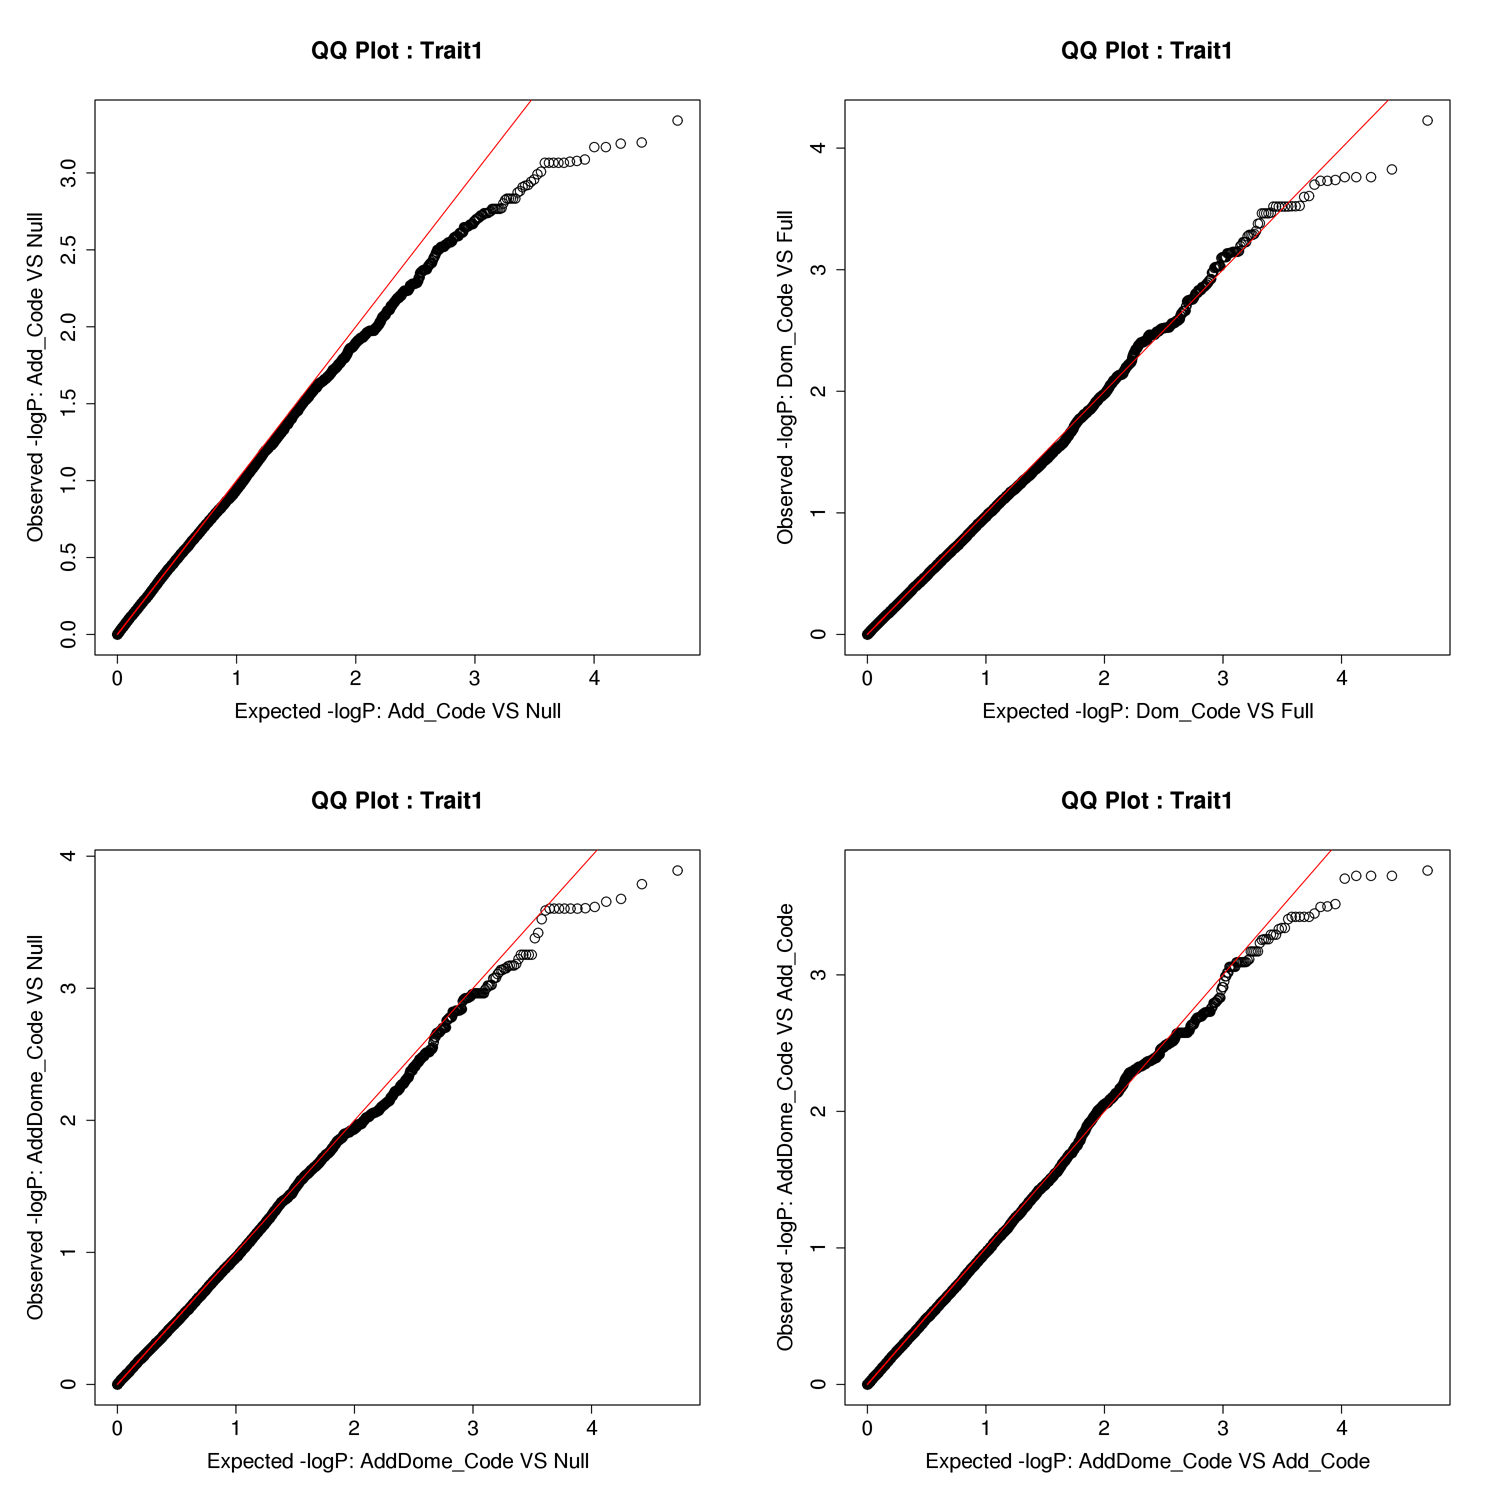 QQ Plot : Trait1
Observed -logP: Add_Code VS Null
3.0
2.5
2.0
1.5
1.0
0.5
0.0
0 1 2 3 4
Expected -logP: Add_Code VS Null
QQ Plot : Trait1
Observed -logP: Dom_Code VS Full
4
3
2
1
0
0 1 2 3 4
Expected -logP: Dom_Code VS Full
QQ Plot : Trait1
Observed -logP: AddDome_Code VS Null
4
3
2
1
0
0 1 2 3 4
Expected -logP: AddDome_Code VS Null
QQ Plot : Trait1
Observed -logP: AddDome_Code VS Add_Code
3
2
1
0
0 1 2 3 4
Expected -logP: AddDome_Code VS Add_Code